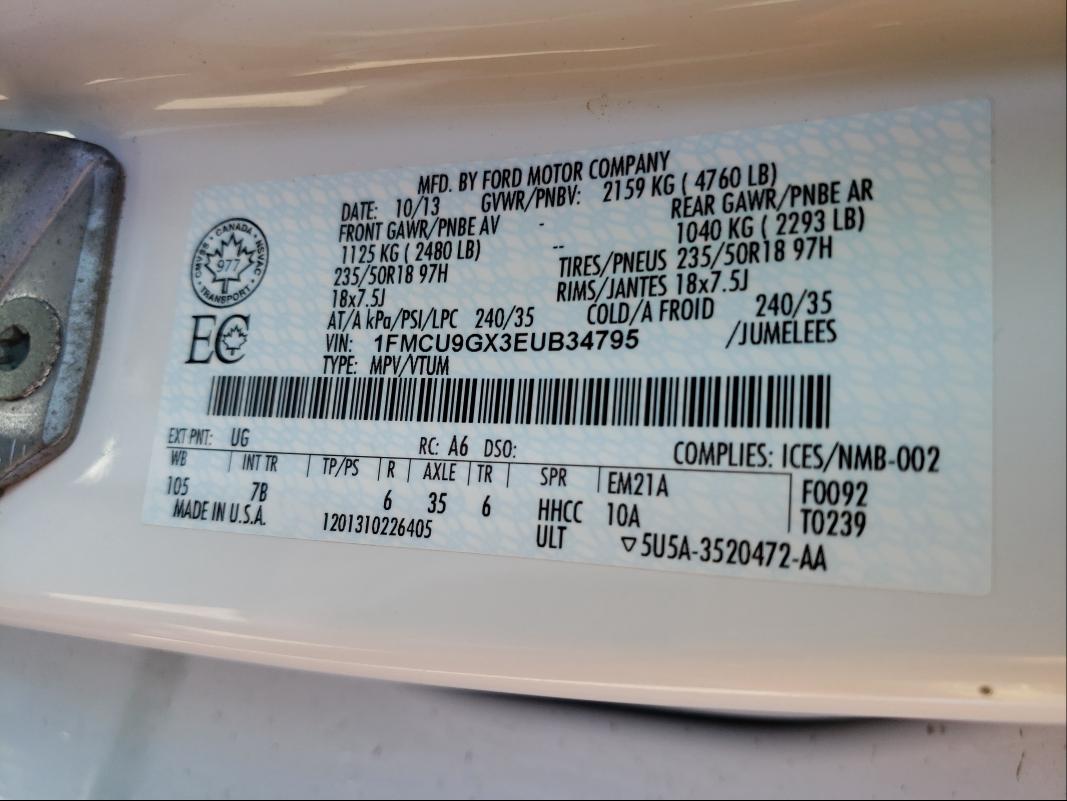 MFD. BY FORD MOTOR COMPANY
DATE: 10/13 GVWR/PNBV: 2159 KG ( 4760 LB)
FRONT GAWR/PNBE AV - REAR GAWR/PNBE AR
1125 KG ( 2480 LB) -- 1040 KG ( 2293 LB)
235/50R18 97H TIRES/PNEUS 235/50R18 97H
18x7.5J RIMS/JANTES 18x7.5J
AT/A kPa/PSI/LPC 240/35 COLD/A FROID 240/35
VIN: 1FMCU9GX3EUB34795 /JUMELEES
TYPE: MPV/VTUM
CANADA
NSVAC
TRANSPORT
CMVSS
977
EC
EXT PNT: UG RC: A6 DSO: COMPLIES: ICES/NMB-002
WB INT TR TP/PS R AXLE TR SPR EM21A F0092
105 7B 6 35 6 HHCC 10A T0239
MADE IN U.S.A. 1201310226405 ULT ▽5U5A-3520472-AA